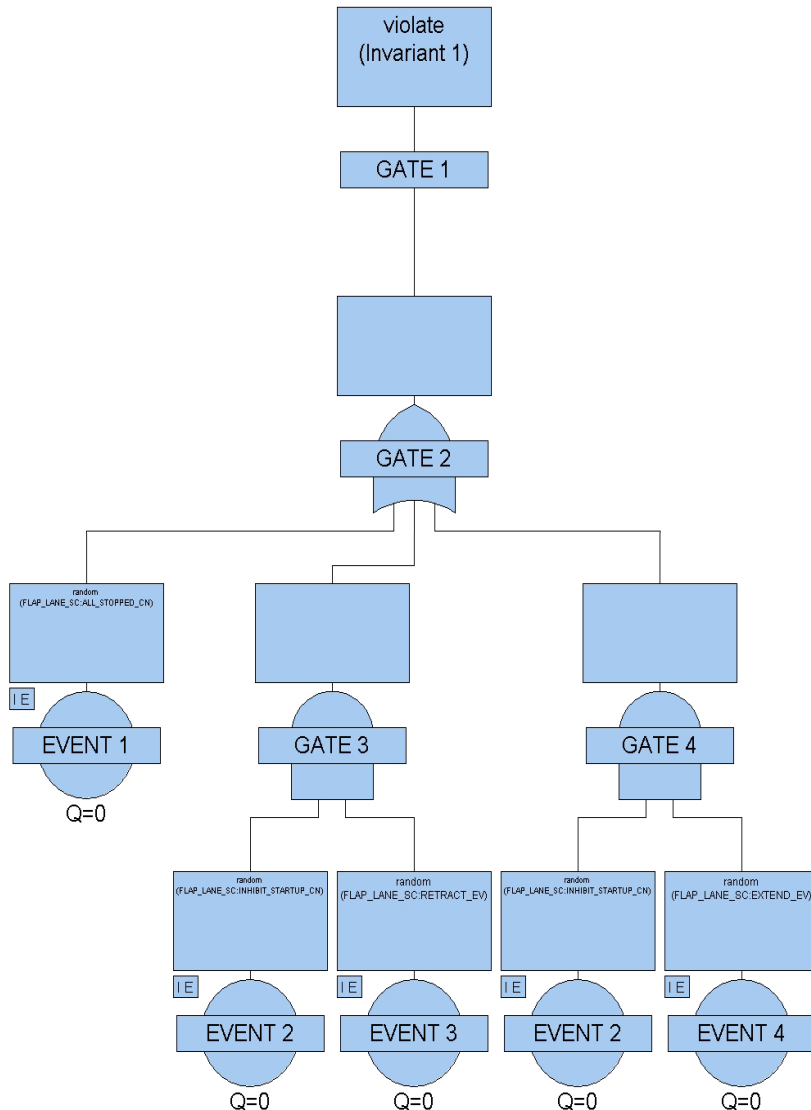 violate
(Invariant 1)
GATE 1
GATE 2
random
(FLAP_LANE_SC:ALL_STOPPED_CN)
I E
EVENT 1
Q=0
GATE 3
GATE 4
random
(FLAP_LANE_SC:INHIBIT_STARTUP_CN)
random
(FLAP_LANE_SC:RETRACT_EV)
random
(FLAP_LANE_SC:INHIBIT_STARTUP_CN)
random
(FLAP_LANE_SC:EXTEND_EV)
I E
I E
I E
I E
EVENT 2
EVENT 3
EVENT 2
EVENT 4
Q=0
Q=0
Q=0
Q=0